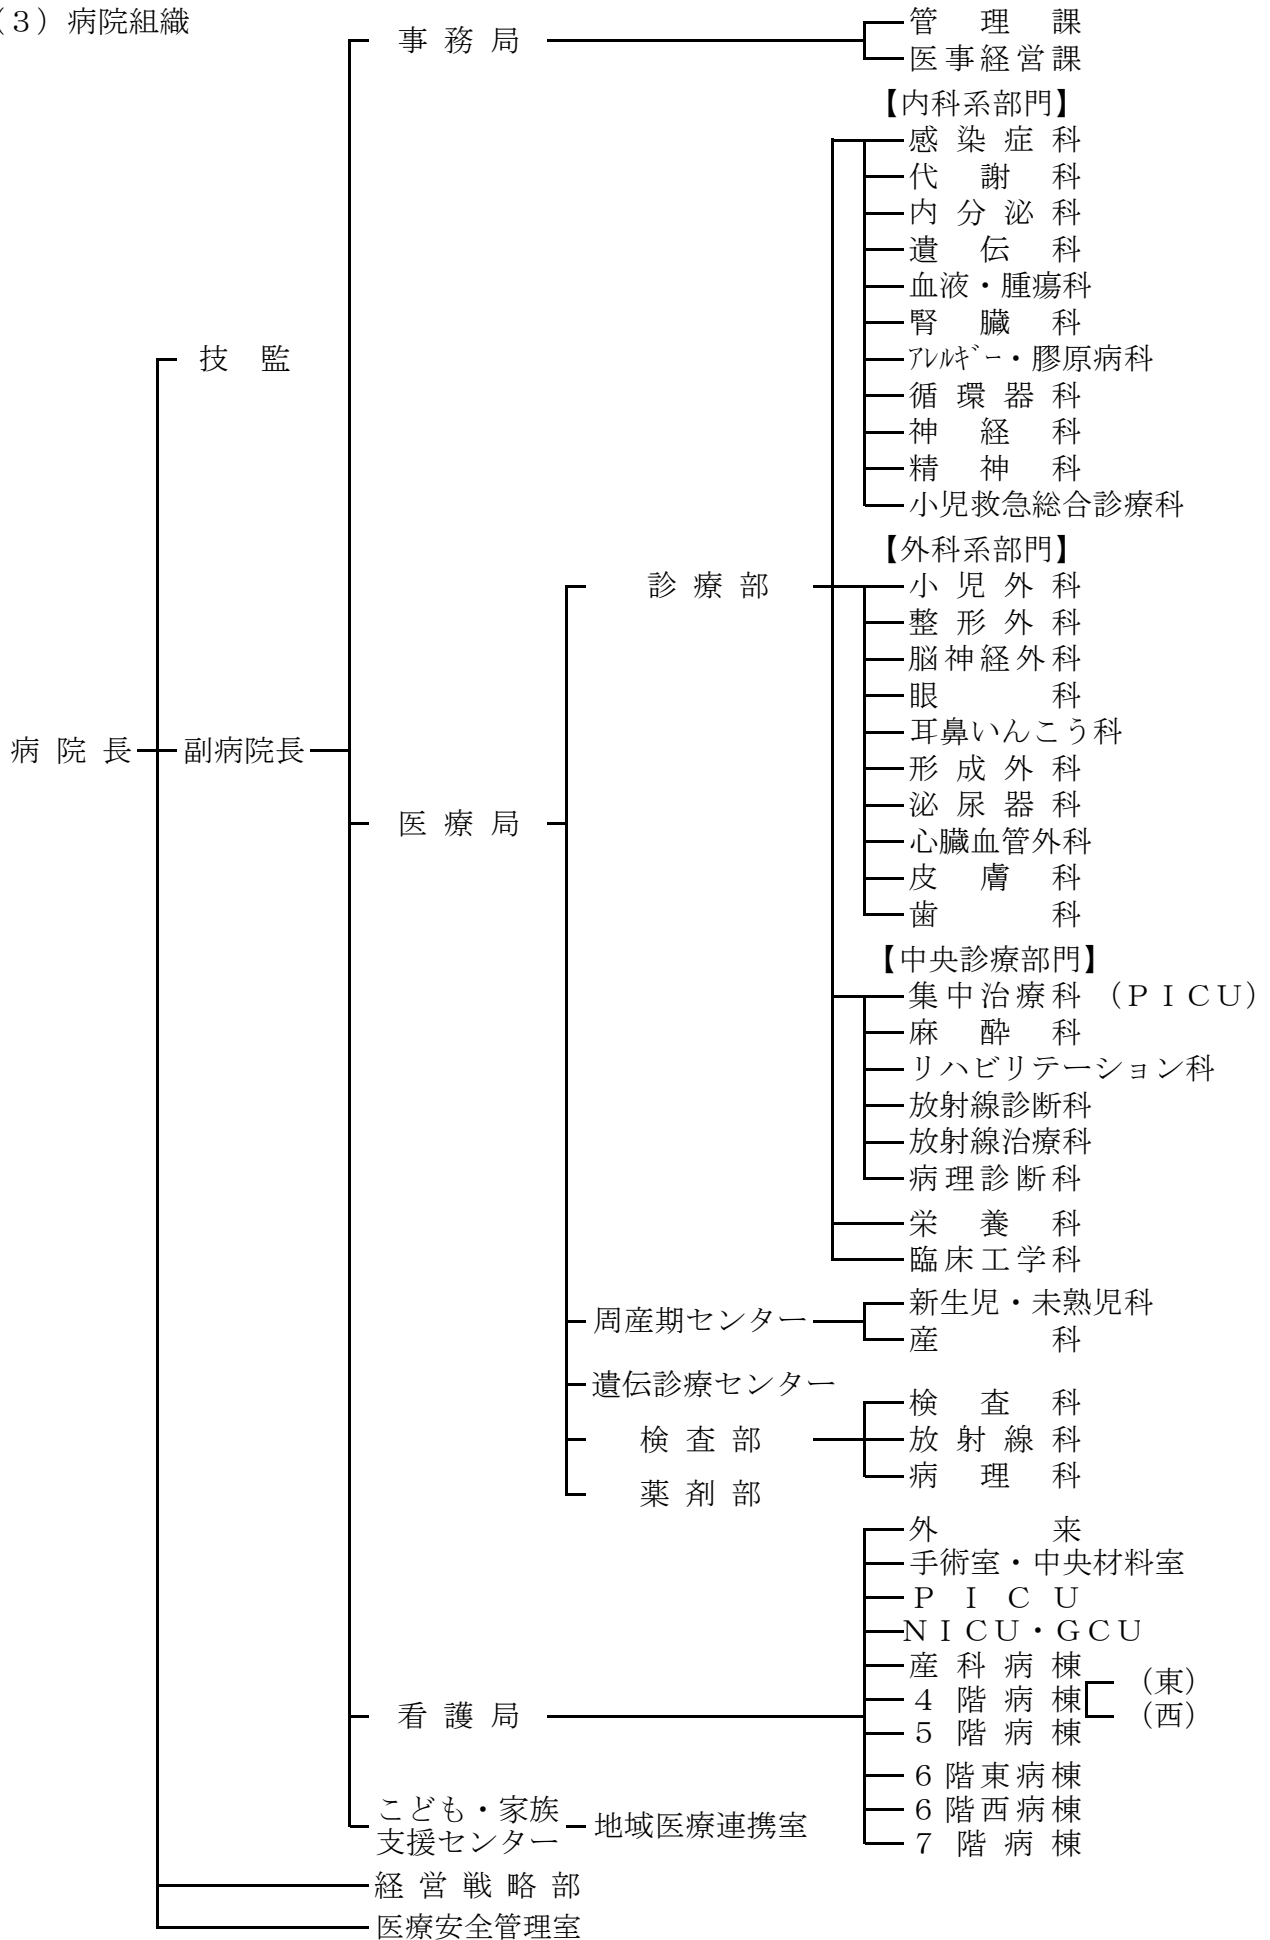 （３）病院組織
事務局
管理課
医事経営課
【内科系部門】
感染症科
代謝科
内分泌科
遺伝科
血液・腫瘍科
腎臓科
技監
ｱﾚﾙｷﾞｰ・膠原病科
循環器科
神経科
精神科
小児救急総合診療科
【外科系部門】
診療部
小児外科
整形外科
脳神経外科
眼科
耳鼻いんこう科
病院長
副病院長
形成外科
泌尿器科
医療局
心臓血管外科
皮膚科
歯科
【中央診療部門】
集中治療科（ＰＩＣＵ）
麻酔科
リハビリテーション科
放射線診断科
放射線治療科
病理診断科
栄養科
臨床工学科
周産期センター
新生児・未熟児科
産科
遺伝診療センター
検査部
検査科
放射線科
病理科
薬剤部
外来
手術室・中央材料室
ＰＩＣＵ
ＮＩＣＵ・ＧＣＵ
産科病棟
看護局
４階病棟
（東）
（西）
５階病棟
６階東病棟
６階西病棟
７階病棟
こども・家族
支援センター
地域医療連携室
経営戦略部
医療安全管理室